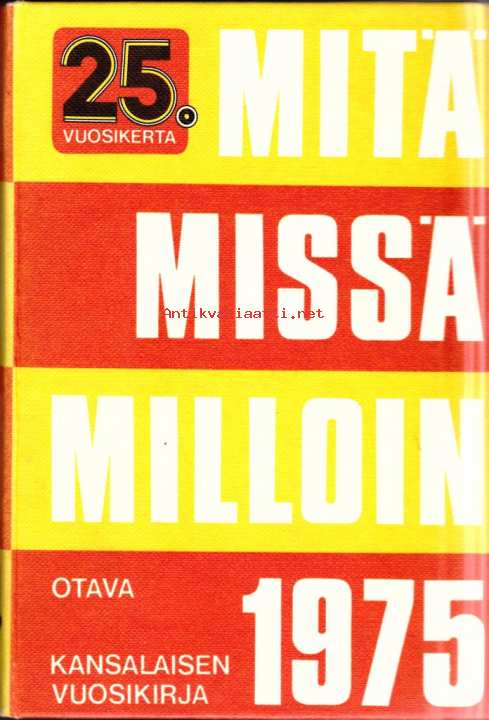 25.
VUOSIKERTA
MITÄ
MISSÄ
Antikvariaatti.net
MILLOIN
OTAVA
1975
KANSALAISEN
VUOSIKIRJA